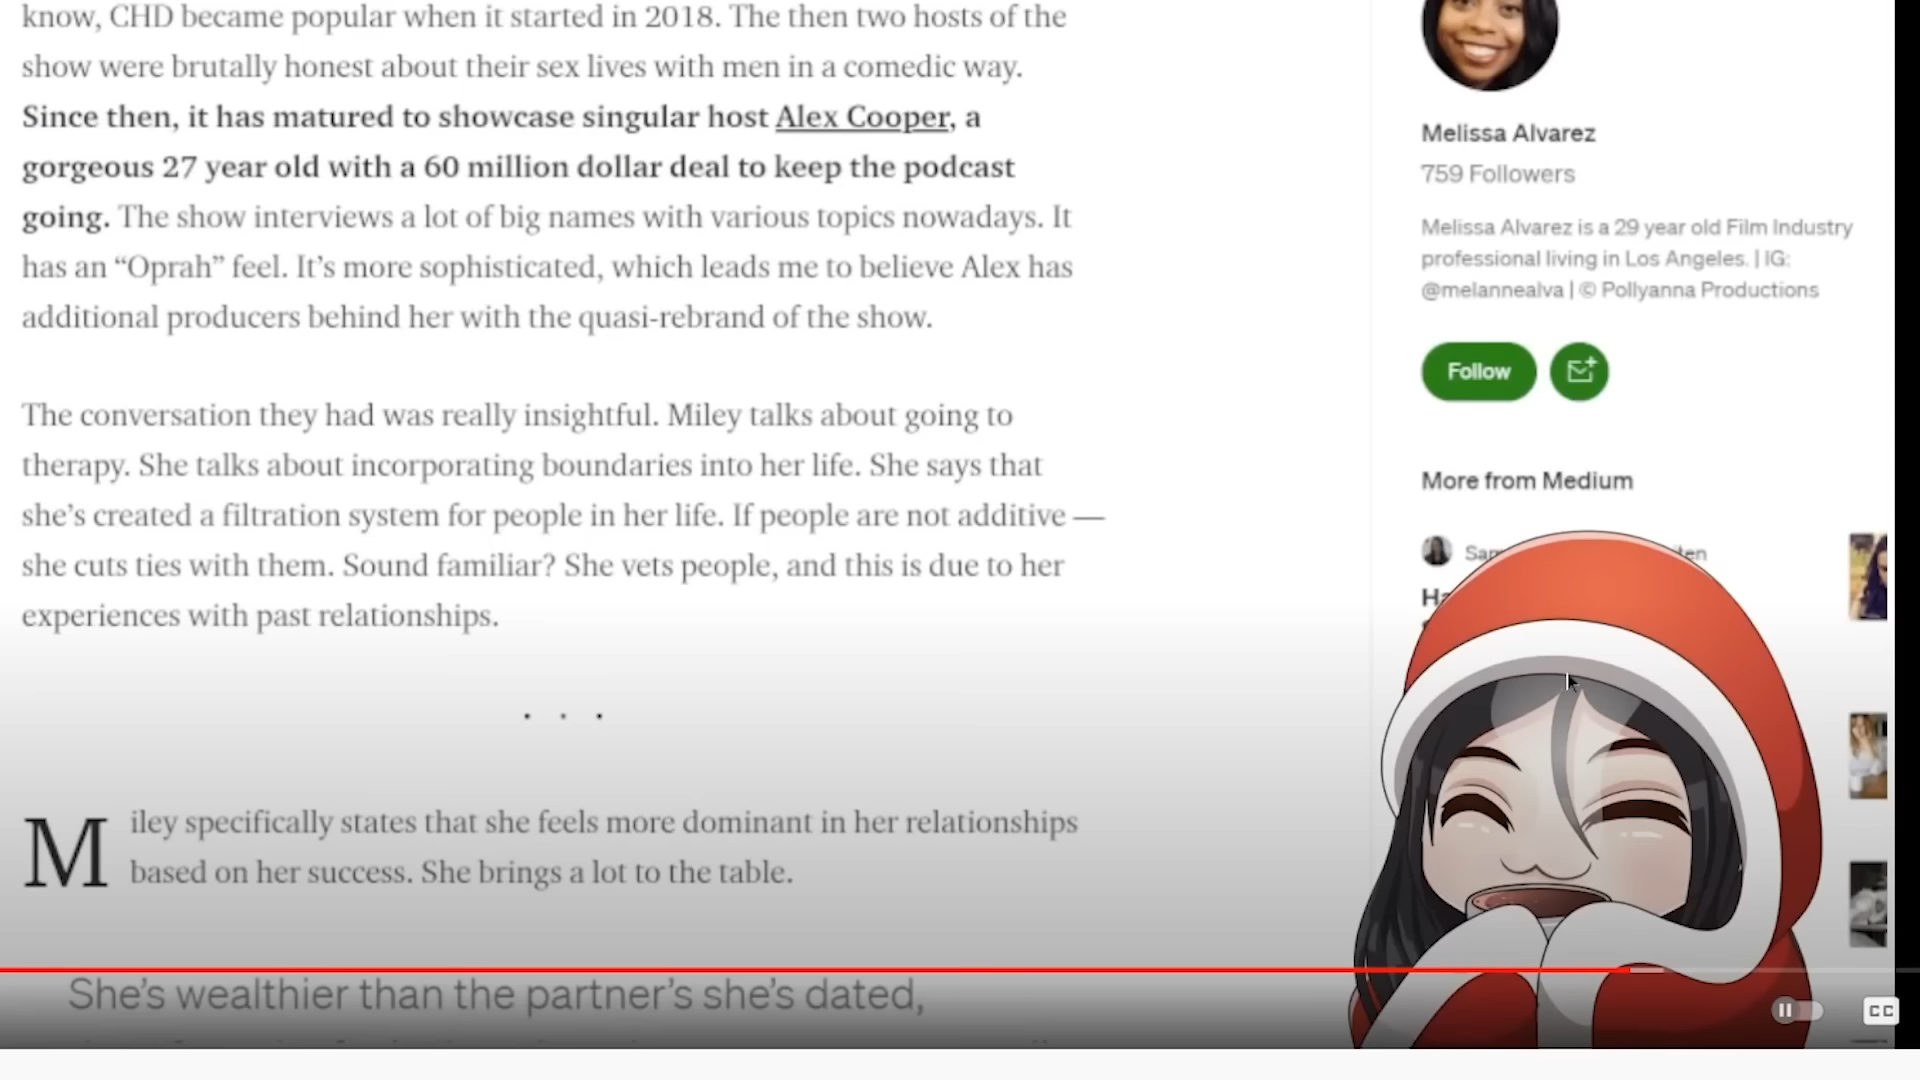 know, CHD became popular when it started in 2018. The then two hosts of the
show were brutally honest about their sex lives with men in a comedic way.
Since then, it has matured to showcase singular host Alex Cooper, a
gorgeous 27 year old with a 60 million dollar deal to keep the podcast
going. The show interviews a lot of big names with various topics nowadays. It
has an “Oprah” feel. It’s more sophisticated, which leads me to believe Alex has
additional producers behind her with the quasi-rebrand of the show.
The conversation they had was really insightful. Miley talks about going to
therapy. She talks about incorporating boundaries into her life. She says that
she’s created a filtration system for people in her life. If people are not additive —
she cuts ties with them. Sound familiar? She vets people, and this is due to her
experiences with past relationships.
. . .
Miley specifically states that she feels more dominant in her relationships
based on her success. She brings a lot to the table.
She’s wealthier than the partner’s she’s dated,
Melissa Alvarez
759 Followers
Melissa Alvarez is a 29 year old Film Industry
professional living in Los Angeles. | IG:
@melannealva | © Pollyanna Productions
Follow
More from Medium
CC